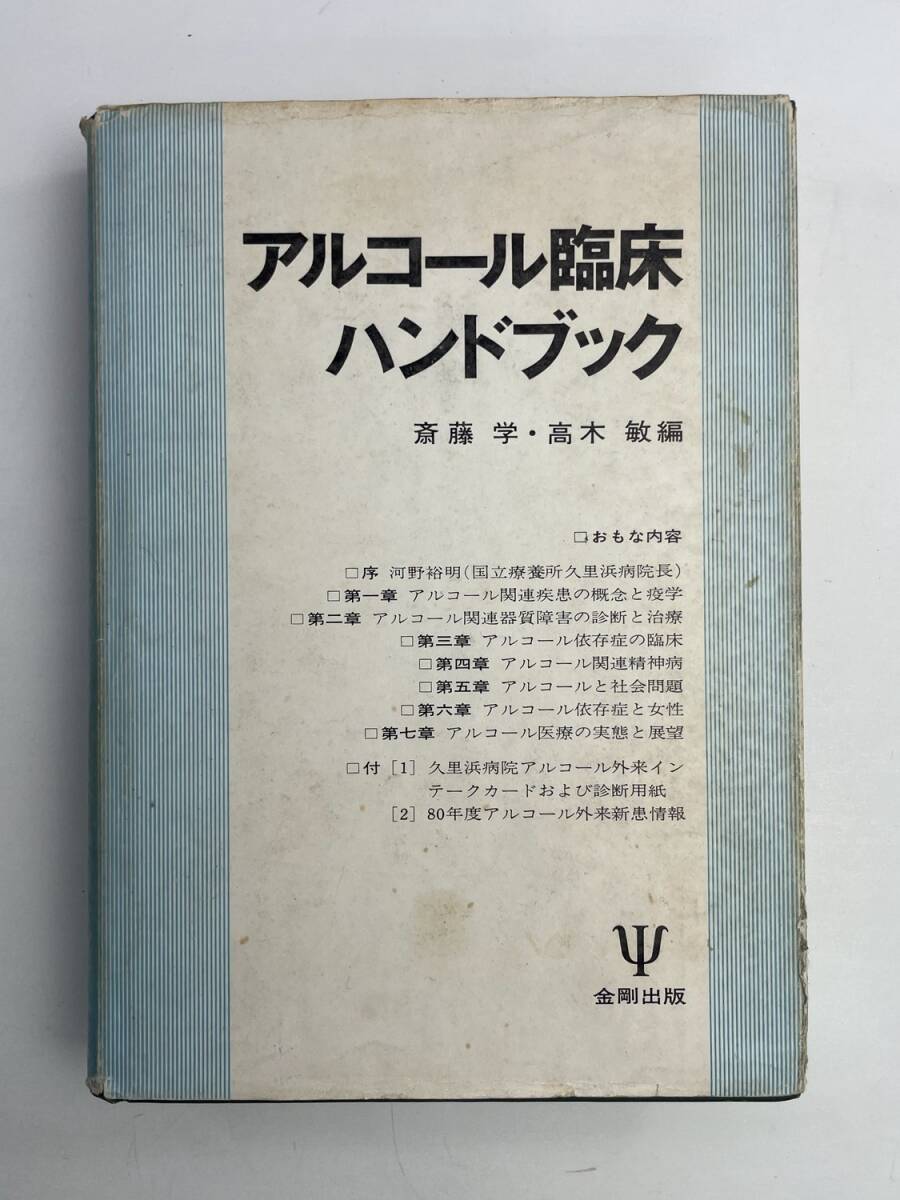 アルコール臨床
ハンドブック
斎藤 学・高木 敏編
□おもな内容
□序 河野裕明(国立療養所久里浜病院長)
□第一章 アルコール関連疾患の概念と疫学
□第二章 アルコール関連器質障害の診断と治療
□第三章 アルコール依存症の臨床
□第四章 アルコール関連精神病
□第五章 アルコールと社会問題
□第六章 アルコール依存症と女性
□第七章 アルコール医療の実態と展望
□付 [1] 久里浜病院アルコール外来イン
テークカードおよび診断用紙
[2] 80年度アルコール外来新患情報
Ψ
金剛出版